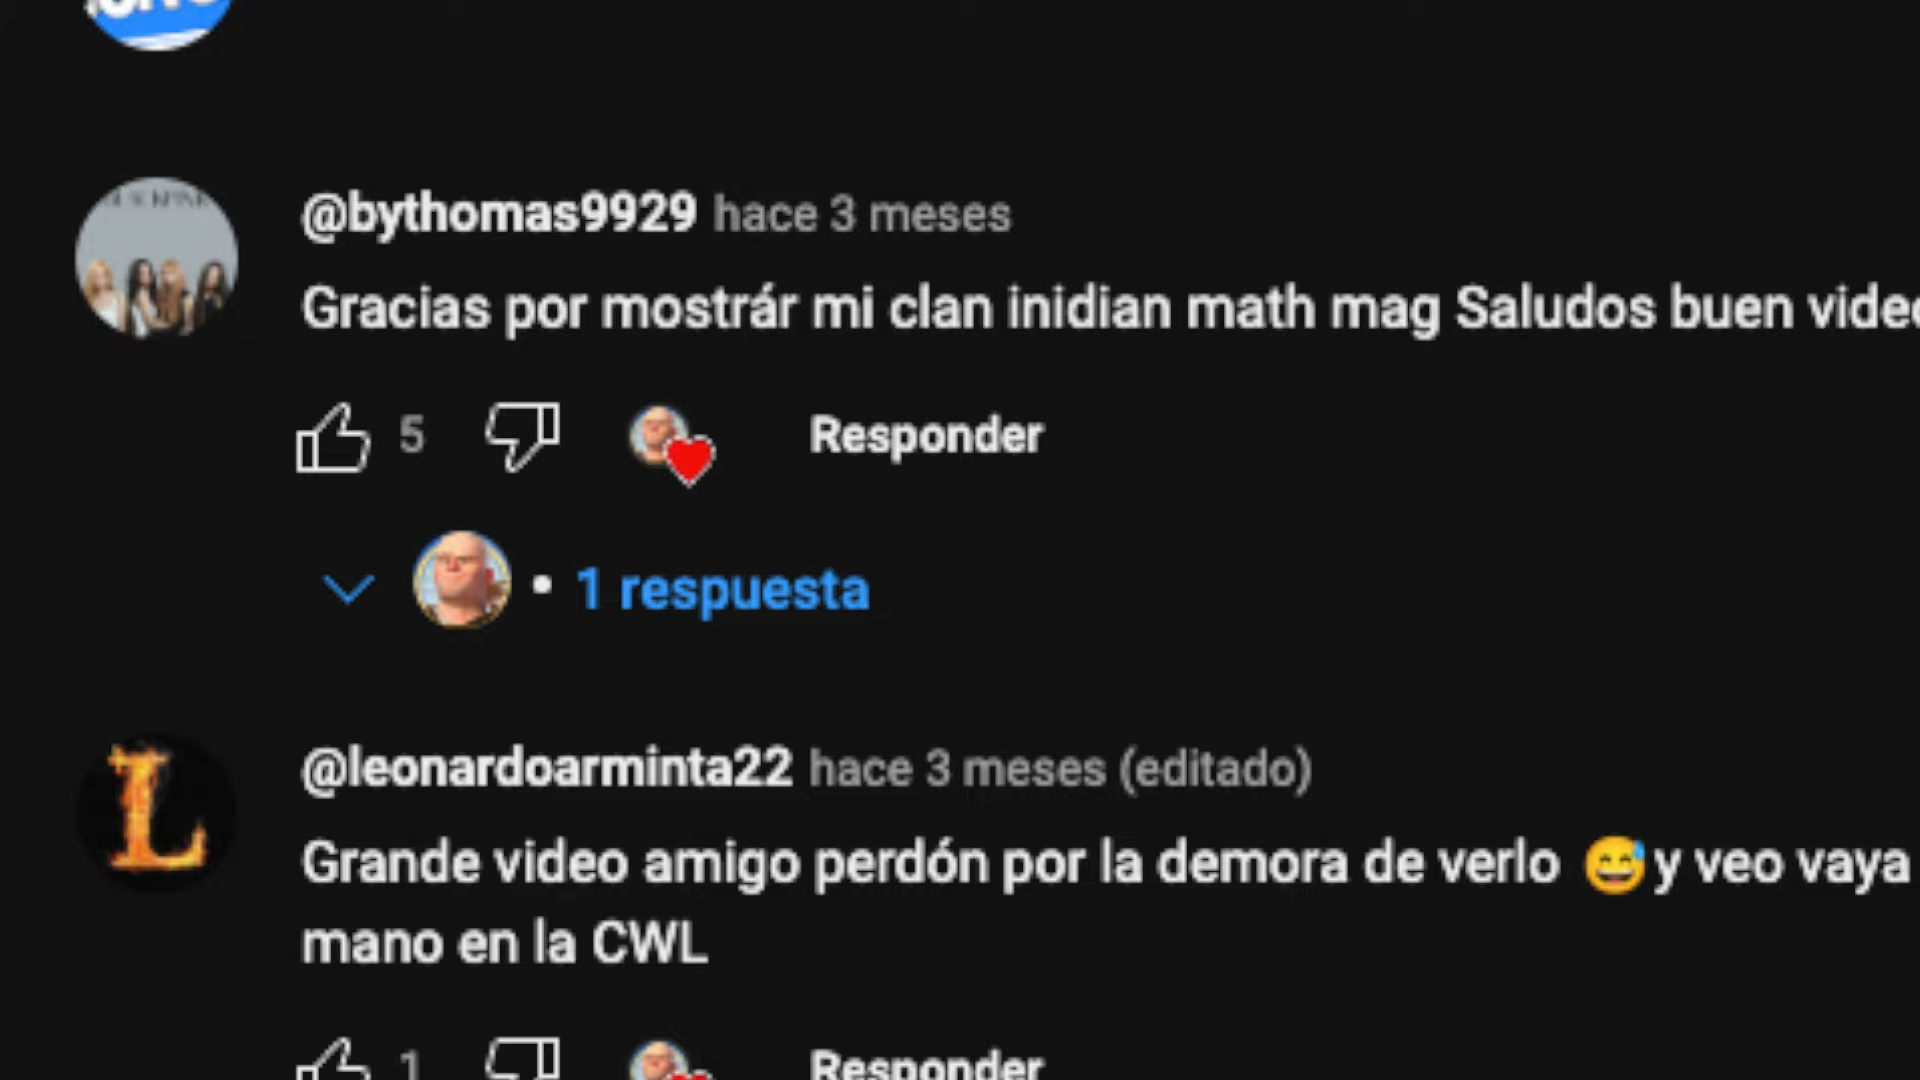 @bythomas9929 hace 3 meses
Gracias por mostrár mi clan inidian math mag Saludos buen video
5 Responder
1 respuesta
@leonardoarminta22 hace 3 meses (editado)
Grande video amigo perdón por la demora de verlo 😅y veo vaya
mano en la CWL
1 Responder